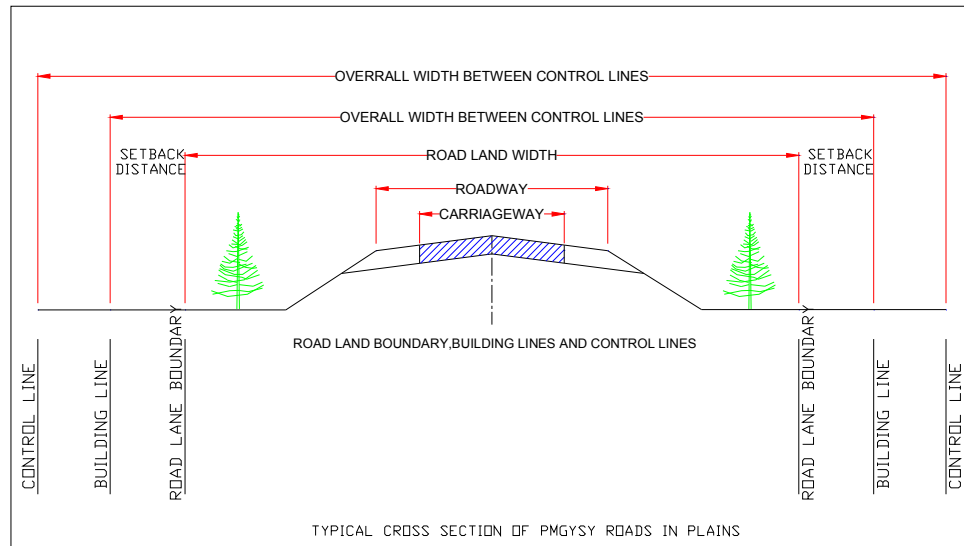 OVERRALL WIDTH BETWEEN CONTROL LINES
OVERALL WIDTH BETWEEN CONTROL LINES
SETBACK
DISTANCE
ROAD LAND WIDTH
SETBACK
DISTANCE
ROADWAY
CARRIAGEWAY
ROAD LAND BOUNDARY,BUILDING LINES AND CONTROL LINES
CONTROL LINE
BUILDING LINE
ROAD LANE BOUNDARY
ROAD LANE BOUNDARY
BUILDING LINE
CONTROL LINE
TYPICAL CROSS SECTION OF PMGYSY ROADS IN PLAINS